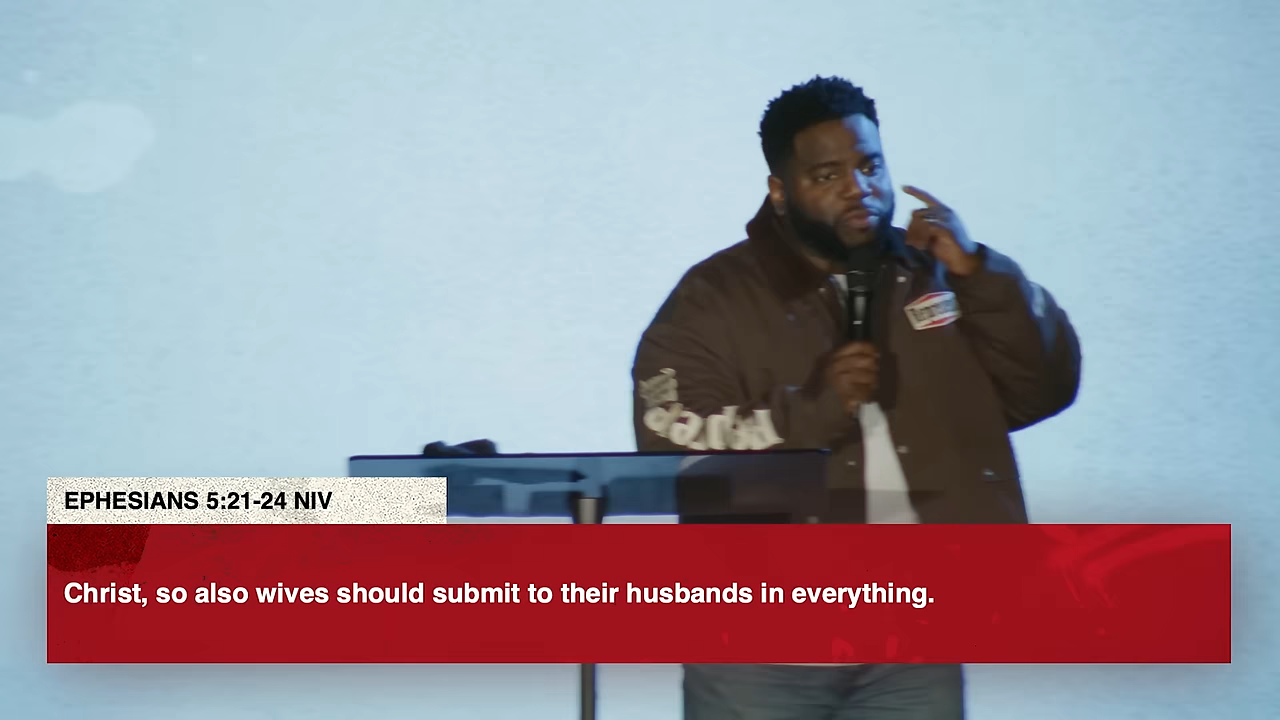 EPHESIANS 5:21-24 NIV
Christ, so also wives should submit to their husbands in everything.